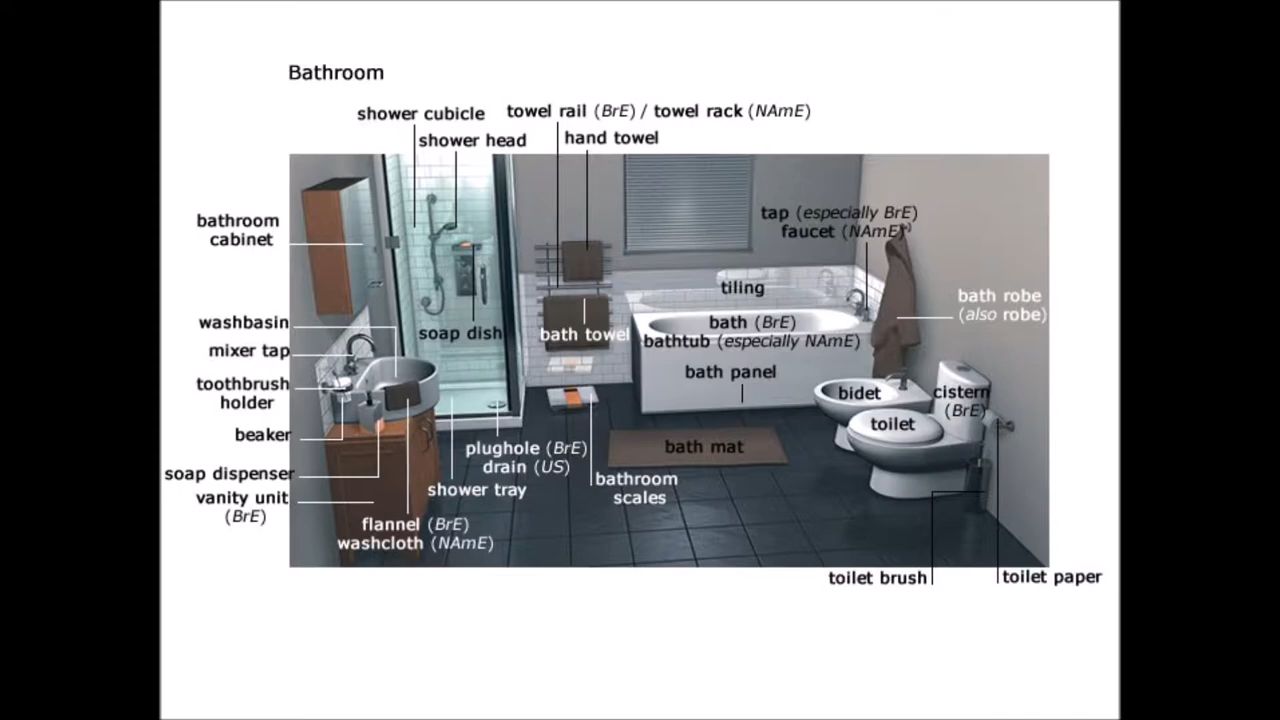 Bathroom
shower cubicle
towel rail (BrE) / towel rack (NAmE)
shower head
hand towel
bathroom
cabinet
tap (especially BrE)
faucet (NAmE)
tiling
bath robe
(also robe)
washbasin
soap dish
bath towel
bath (BrE)
bathtub (especially NAmE)
mixer tap
bath panel
toothbrush
holder
bidet
cistern
(BrE)
toilet
beaker
plughole (BrE)
drain (US)
bath mat
soap dispenser
shower tray
bathroom
scales
vanity unit
(BrE)
flannel (BrE)
washcloth (NAmE)
toilet brush
toilet paper